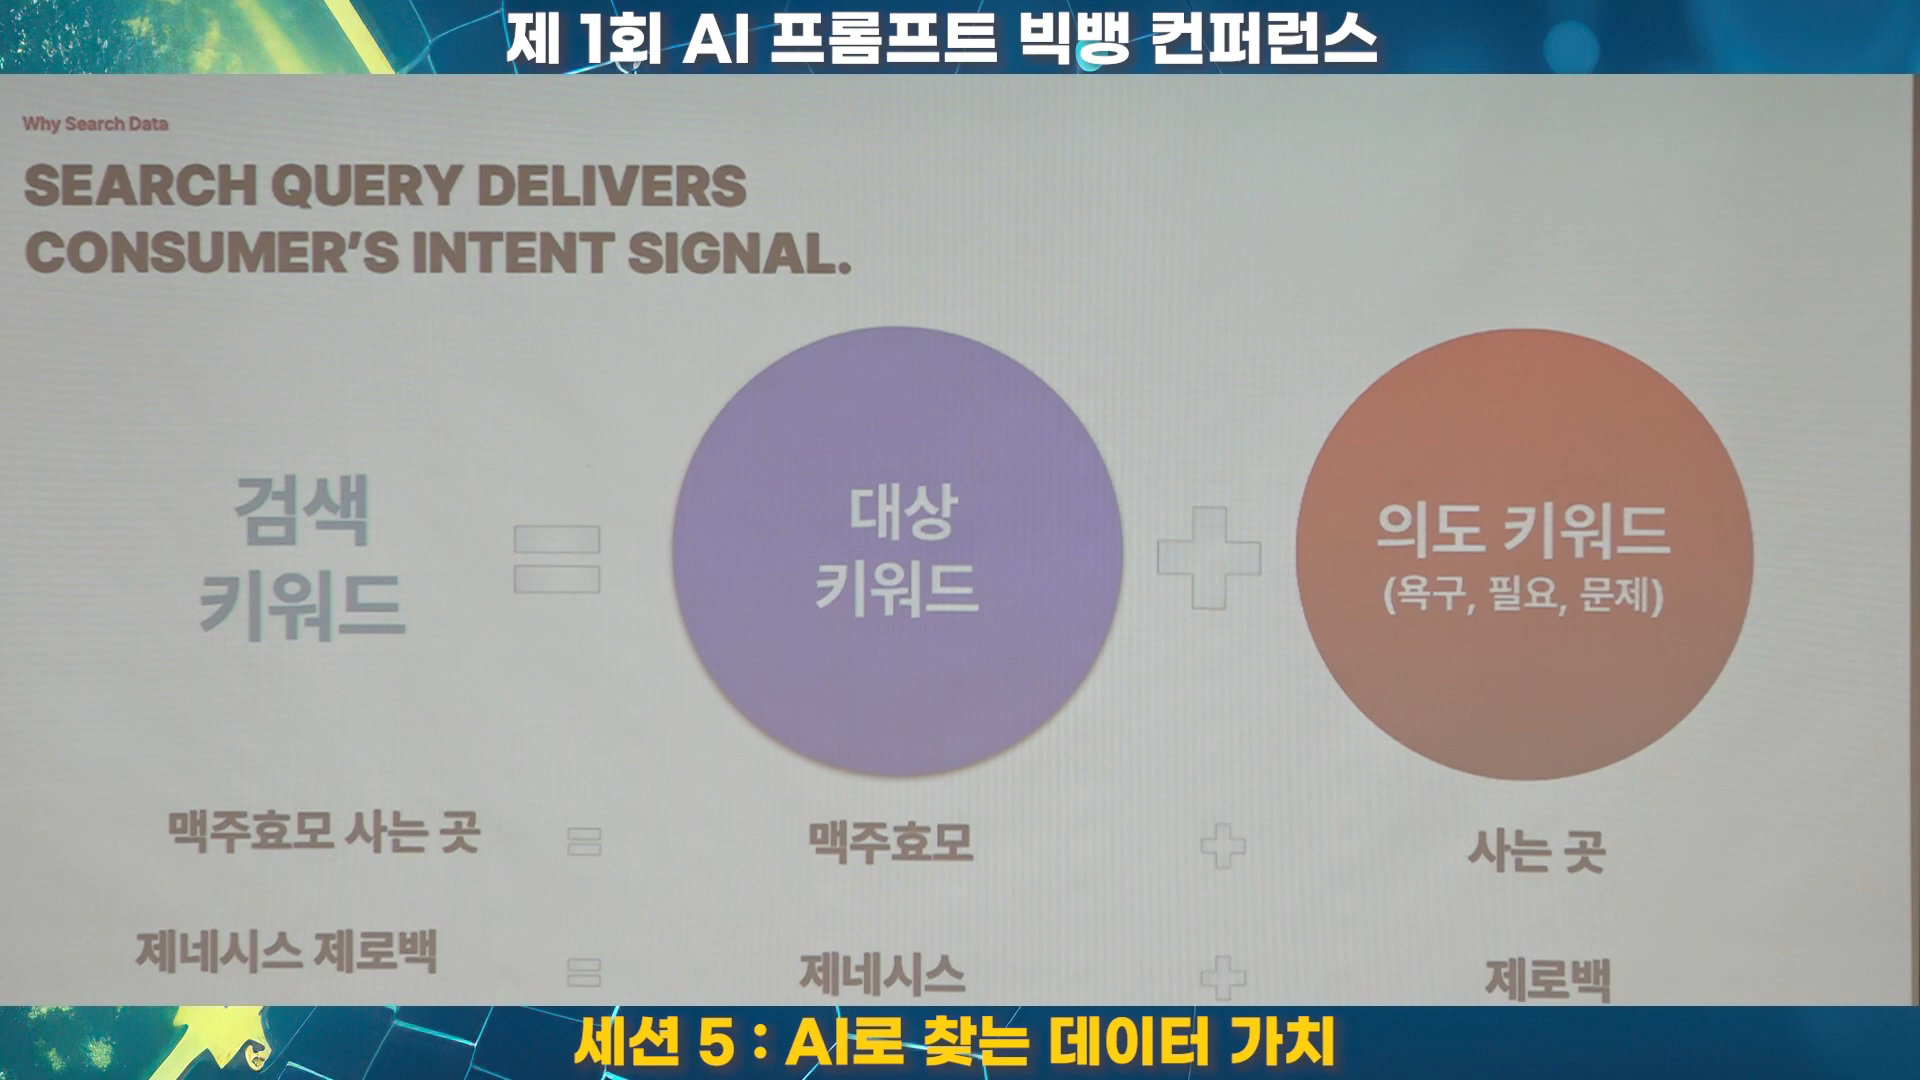 제 1회 AI 프롬프트 빅뱅 컨퍼런스
Why Search Data
SEARCH QUERY DELIVERS
CONSUMER'S INTENT SIGNAL.
검색
키워드
=
대상
키워드
+
의도 키워드
(욕구, 필요, 문제)
맥주효모 사는 곳 = 맥주효모 + 사는 곳
제네시스 제로백 = 제네시스 + 제로백
세션 5 : AI로 찾는 데이터 가치